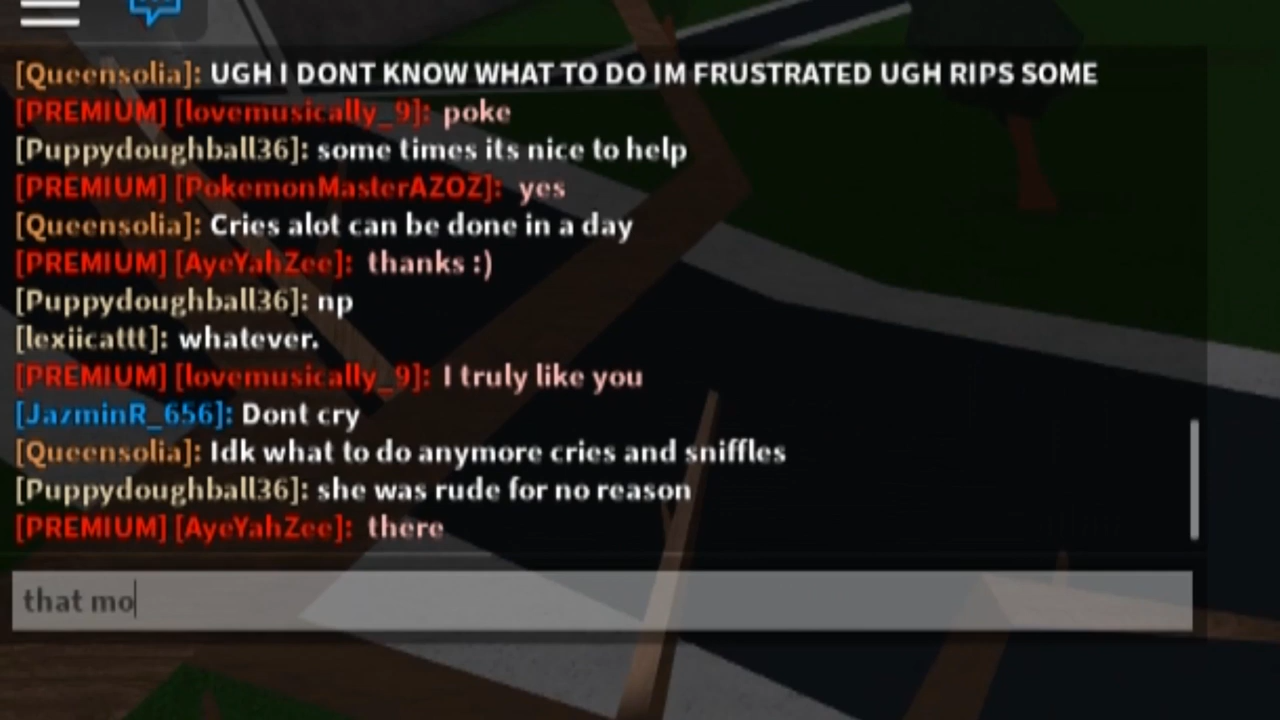 [Queensolia]: UGH I DONT KNOW WHAT TO DO IM FRUSTRATED UGH RIPS SOME
[PREMIUM] [lovemusically_9]: poke
[Puppydoughball36]: some times its nice to help
[PREMIUM] [PokemonMasterAZOZ]: yes
[Queensolia]: Cries alot can be done in a day
[PREMIUM] [AyeYahZee]: thanks :)
[Puppydoughball36]: np
[lexiicattt]: whatever.
[PREMIUM] [lovemusically_9]: I truly like you
[JazminR_656]: Dont cry
[Queensolia]: Idk what to do anymore cries and sniffles
[Puppydoughball36]: she was rude for no reason
[PREMIUM] [AyeYahZee]: there
that mo